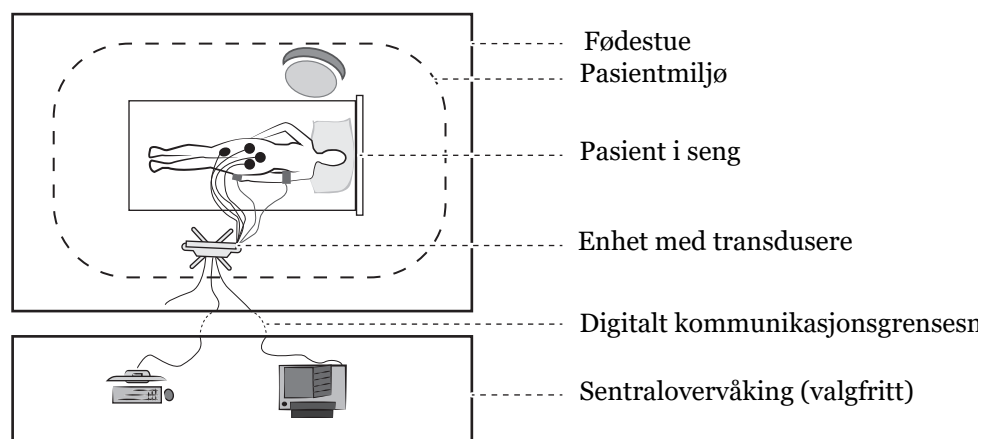 Fødestue
Pasientmiljø
Pasient i seng
Enhet med transdusere
Digitalt kommunikasjonsgrensesn
Sentralovervåking (valgfritt)